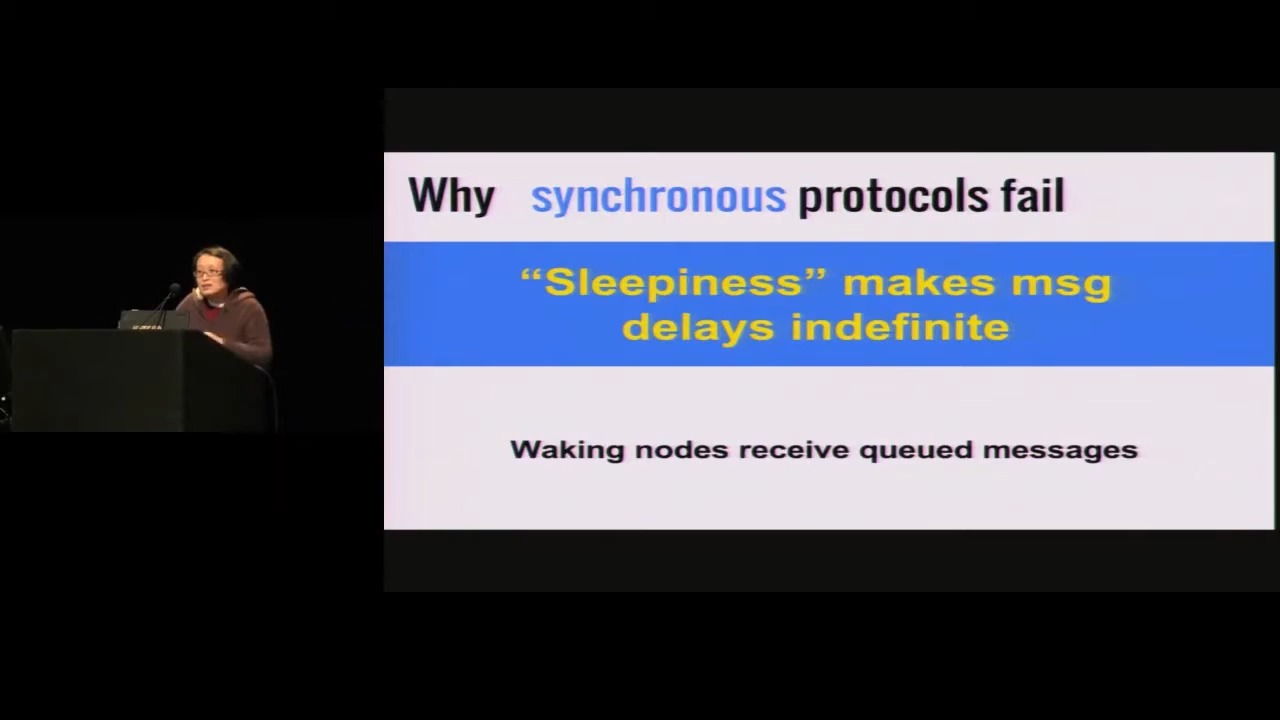 Why synchronous protocols fail
“Sleepiness” makes msg
delays indefinite
Waking nodes receive queued messages